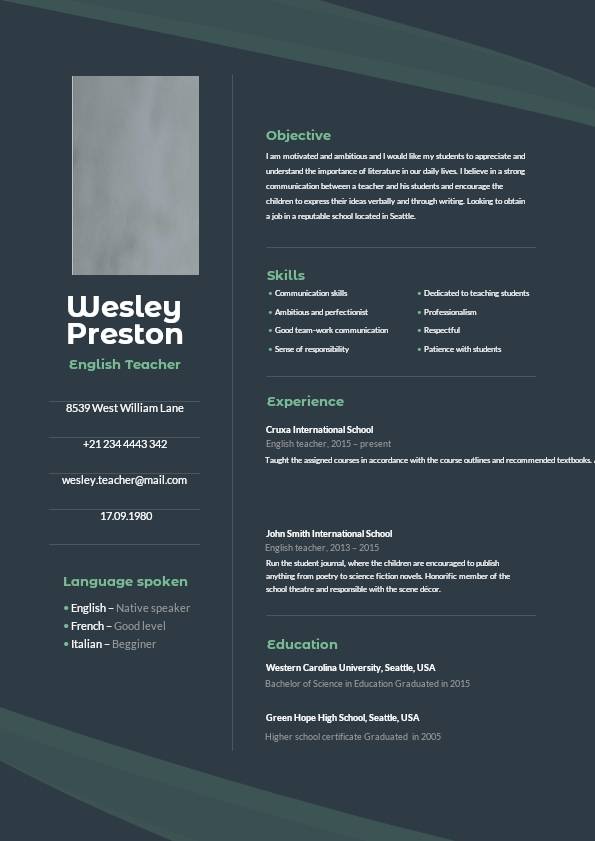 Wesley
Preston
English Teacher
8539 West William Lane
+21 234 4443 342
wesley.teacher@mail.com
17.09.1980
Language spoken
• English – Native speaker
• French – Good level
• Italian – Begginer
Objective
I am motivated and ambitious and I would like my students to appreciate and
understand the importance of literature in our daily lives. I believe in a strong
communication between a teacher and his students and encourage the
children to express their ideas verbally and through writing. Looking to obtain
a job in a reputable school located in Seattle.
Skills
• Communication skills
• Ambitious and perfectionist
• Good team-work communication
• Sense of responsibility
• Dedicated to teaching students
• Professionalism
• Respectful
• Patience with students
Experience
Cruxa International School
English teacher, 2015 – present
Taught the assigned courses in accordance with the course outlines and recommended textbooks.
John Smith International School
English teacher, 2013 – 2015
Run the student journal, where the children are encouraged to publish
anything from poetry to science fiction novels. Honorific member of the
school theatre and responsible with the scene décor.
Education
Western Carolina University, Seattle, USA
Bachelor of Science in Education Graduated in 2015
Green Hope High School, Seattle, USA
Higher school certificate Graduated in 2005